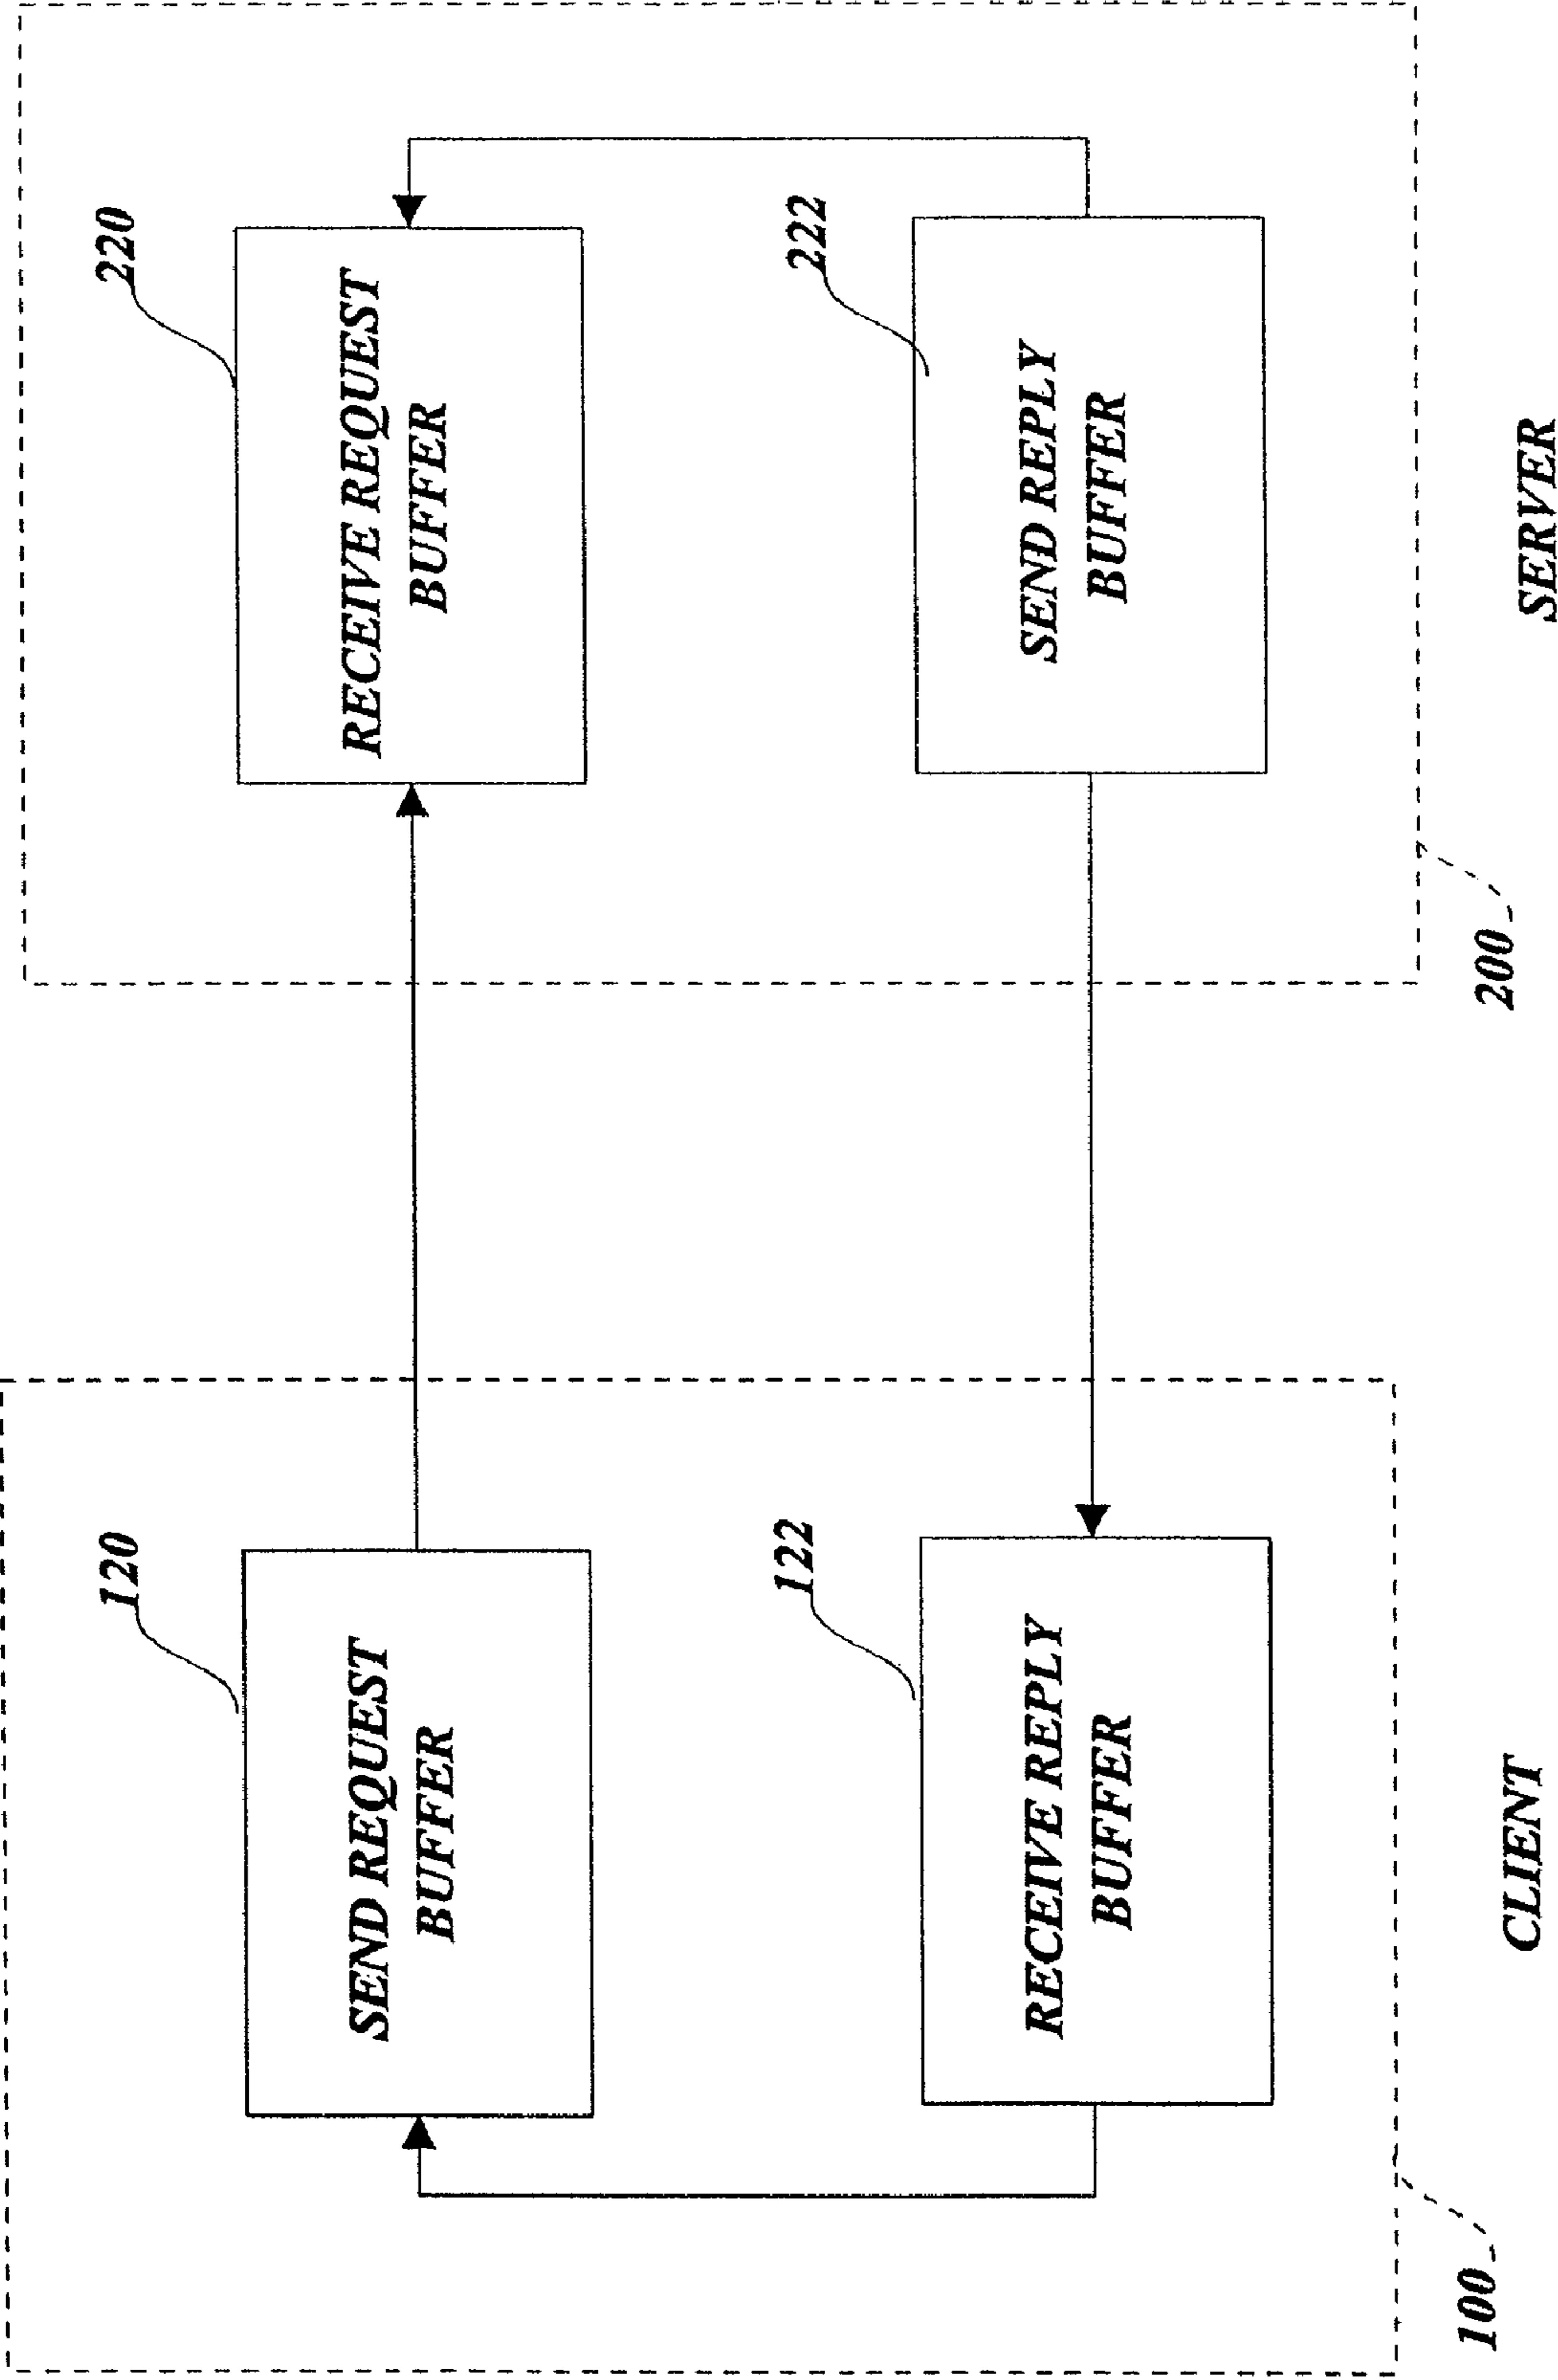 120
SEND REQUEST
BUFFER
220
RECEIVE REQUEST
BUFFER
122
RECEIVE REPLY
BUFFER
222
SEND REPLY
BUFFER
100
CLIENT
200
SERVER